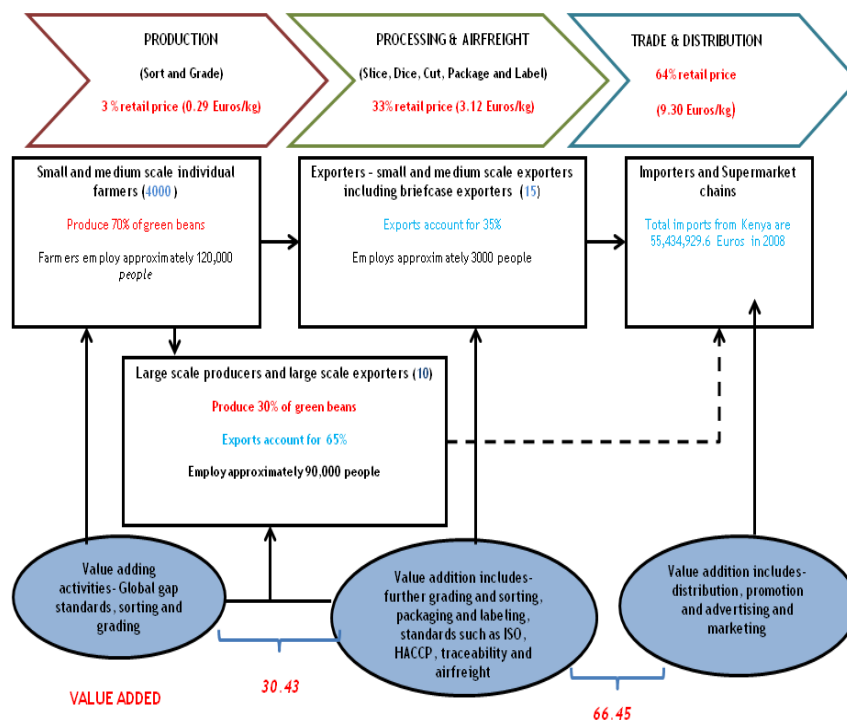 PRODUCTION
(Sort and Grade)
3 % retail price (0.29 Euros/kg)
PROCESSING & AIRFREIGHT
(Slice, Dice, Cut, Package and Label)
33% retail price (3.12 Euros/kg)
TRADE & DISTRIBUTION
64% retail price
(9.30 Euros/kg)
Small and medium scale individual
farmers (4000 )
Produce 70% of green beans
Farmers employ approximately 120,000
people
Exporters - small and medium scale exporters
including briefcase exporters (15)
Exports account for 35%
Employs approximately 3000 people
Importers and Supermarket
chains
Total imports from Kenya are
55,434,929.6 Euros in 2008
Large scale producers and large scale exporters (10)
Produce 30% of green beans
Exports account for 65%
Employ approximately 90,000 people
Value adding
activities- Global gap
standards, sorting and
grading
Value addition includes-
further grading and sorting,
packaging and labeling,
standards such as ISO,
HACCP, traceability and
airfreight
Value addition includes-
distribution, promotion
and advertising and
marketing
VALUE ADDED
30.43
66.45